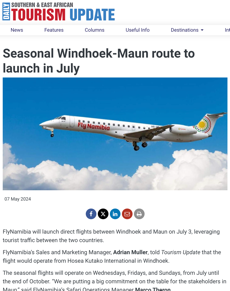 DAILY
SOUTHERN & EAST AFRICAN
TOURISM UPDATE
News Features Columns Useful Info Destinations
Seasonal Windhoek-Maun route to
launch in July
FlyNamibia
07 May 2024
FlyNamibia will launch direct flights between Windhoek and Maun on July 3, leveraging
tourist traffic between the two countries.
FlyNamibia's Sales and Marketing Manager, Adrian Muller, told Tourism Update that the
flight would operate from Hosea Kutako International in Windhoek.
The seasonal flights will operate on Wednesdays, Fridays, and Sundays, from July until
the end of October. "We are putting a big commitment on the table for the stakeholders in
Maun," said FlyNamibia's Safari Operations Manager Marco Theron.